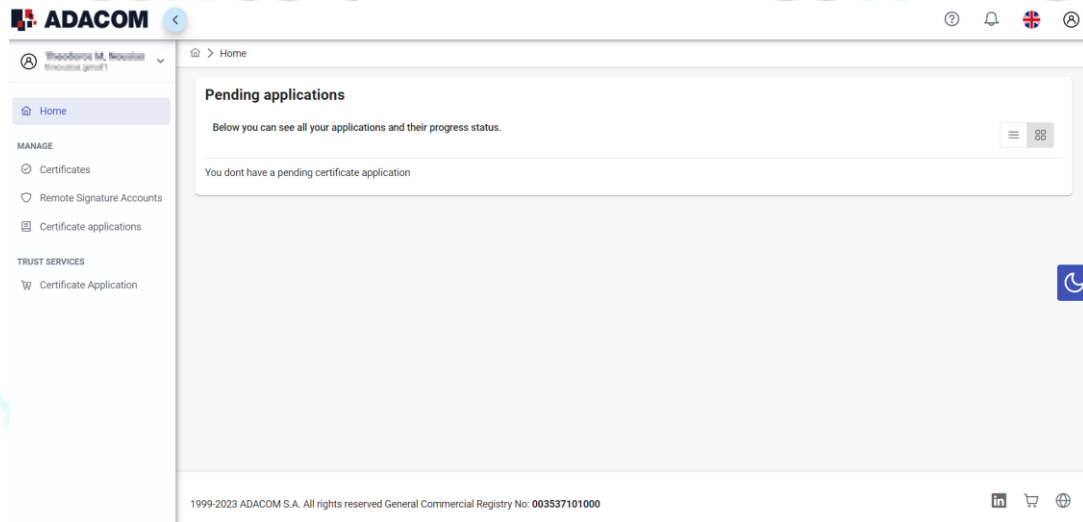 ADACOM
Home
Home
MANAGE
Certificates
Remote Signature Accounts
Certificate applications
TRUST SERVICES
Certificate Application
Pending applications
Below you can see all your applications and their progress status.
You dont have a pending certificate application
1999-2023 ADACOM S.A. All rights reserved General Commercial Registry No: 003537101000
in